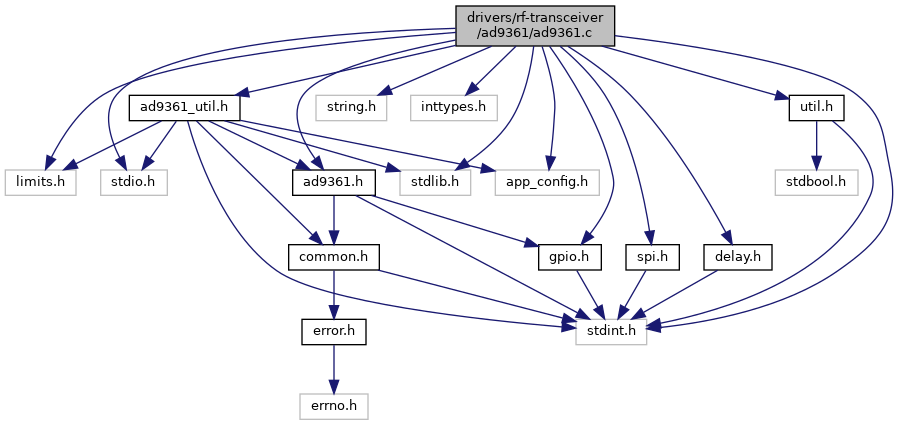 drivers/rf-transceiver
/ad9361/ad9361.c
ad9361_util.h
string.h
inttypes.h
util.h
limits.h
stdio.h
ad9361.h
stdlib.h
app_config.h
stdbool.h
common.h
gpio.h
spi.h
delay.h
error.h
stdint.h
errno.h